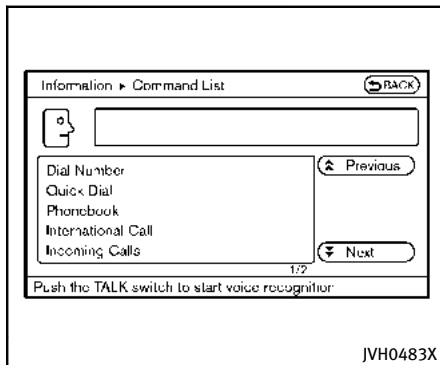 Information ▸ Command List
BACK
Dial Number
Previous
Quick Dial
Phonebook
International Call
Incoming Calls
Next
1/2
Push the TALK switch to start voice recognition
JVH0483X